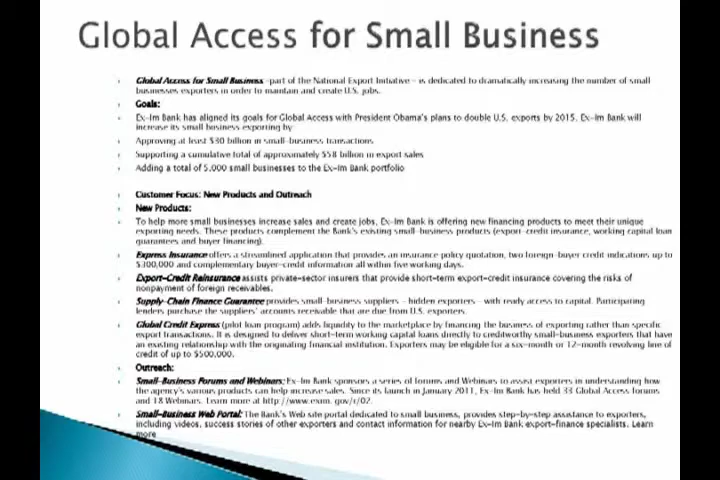 Global Access for Small Business
Global Access for Small Business -part of the National Export Initiative - is dedicated to dramatically increasing the number of small
businesses exporters in order to maintain and create U.S. jobs.
Goals:
Ex-Im Bank has aligned its goals for Global Access with President Obama's plans to double U.S. exports by 2015. Ex-Im Bank will
increase its small business exporting by
Approving at least $30 billion in small-business transactions
Supporting a cumulative total of approximately $58 billion in export sales
Adding a total of 5,000 small businesses to the Ex-Im Bank portfolio
Customer Focus: New Products and Outreach
New Products:
To help more small businesses increase sales and create jobs, Ex-Im Bank is offering new financing products to meet their unique
exporting needs. These products complement the Bank's existing small-business products (export-credit insurance, working capital loan
guarantees and buyer financing).
Express Insurance offers a streamlined application that provides an insurance policy quotation, two foreign-buyer credit indications up to
$300,000 and complementary buyer-credit information all within five working days.
Export-Credit Reinsurance assists private-sector insurers that provide short-term export-credit insurance covering the risks of
nonpayment of foreign receivables.
Supply-Chain Finance Guarantee provides small-business suppliers - hidden exporters - with ready access to capital. Participating
lenders purchase the suppliers' accounts receivable that are due from U.S. exporters.
Global Credit Express (pilot loan program) adds liquidity to the marketplace by financing the business of exporting rather than specific
export transactions. It is designed to deliver short-term working capital loans directly to creditworthy small-business exporters that have
an existing relationship with the originating financial institution. Exporters may be eligible for a six-month or 12-month revolving line of
credit of up to $500,000.
Outreach:
Small-Business Forums and Webinars: Ex-Im Bank sponsors a series of forums and Webinars to assist exporters in understanding how
the agency's various products can help increase sales. Since its launch in January 2011, Ex-Im Bank has held 33 Global Access forums
and 18 Webinars. Learn more at
Small-Business Web Portal: The Bank's Web site portal dedicated to small business, provides step-by-step assistance to exporters,
including videos, success stories of other exporters and contact information for nearby Ex-Im Bank export-finance specialists. Learn
more